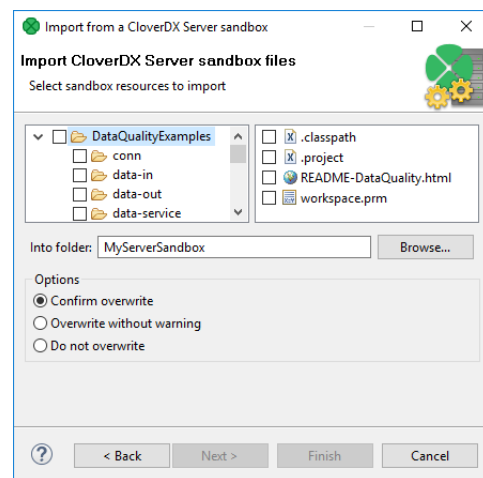 Import from a CloverDX Server sandbox
Import CloverDX Server sandbox files
Select sandbox resources to import
DataQualityExamples
conn
data-in
data-out
data-service
.classpath
.project
README-DataQuality.html
workspace.prm
Into folder: MyServerSandbox Browse...
Options
Confirm overwrite
Overwrite without warning
Do not overwrite
? < Back Next > Finish Cancel